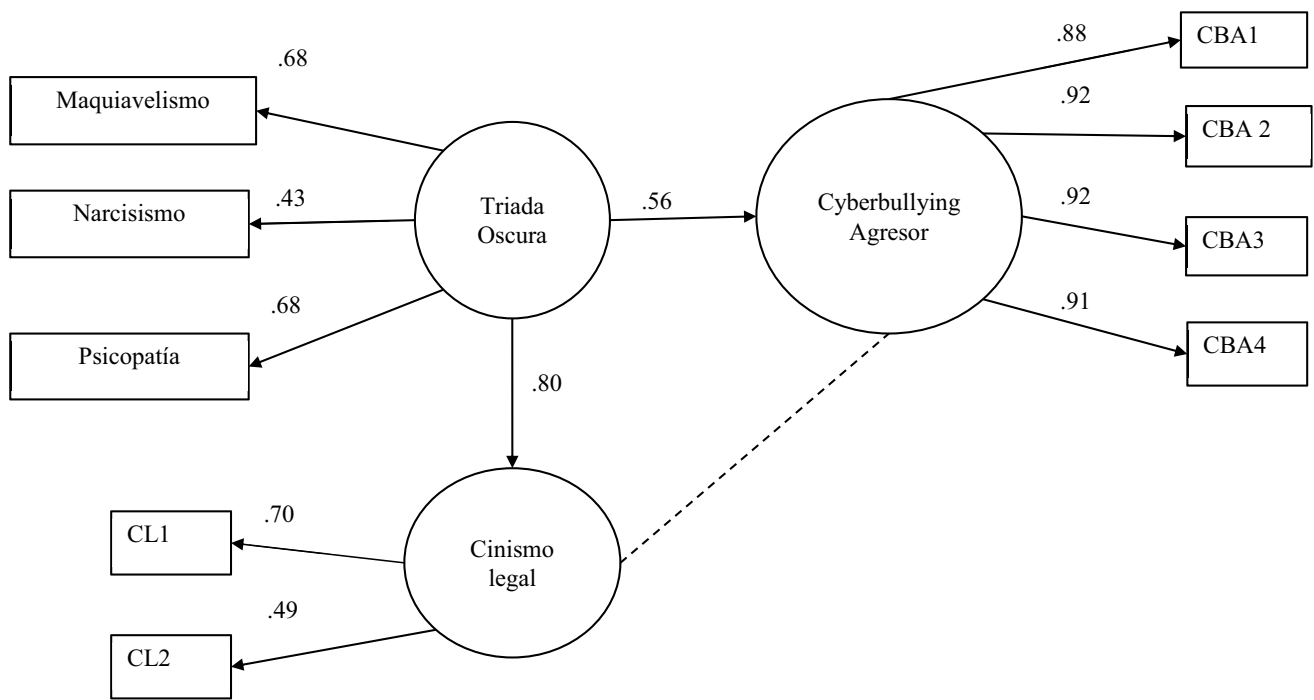 .88
CBA1
.68
Maquiavelismo
.92
CBA 2
.43
Narcisismo
Triada
Oscura
.56
Cyberbullying
Agresor
.92
CBA3
.68
Psicopatía
.91
CBA4
.80
.70
CL1
Cinismo
legal
.49
CL2